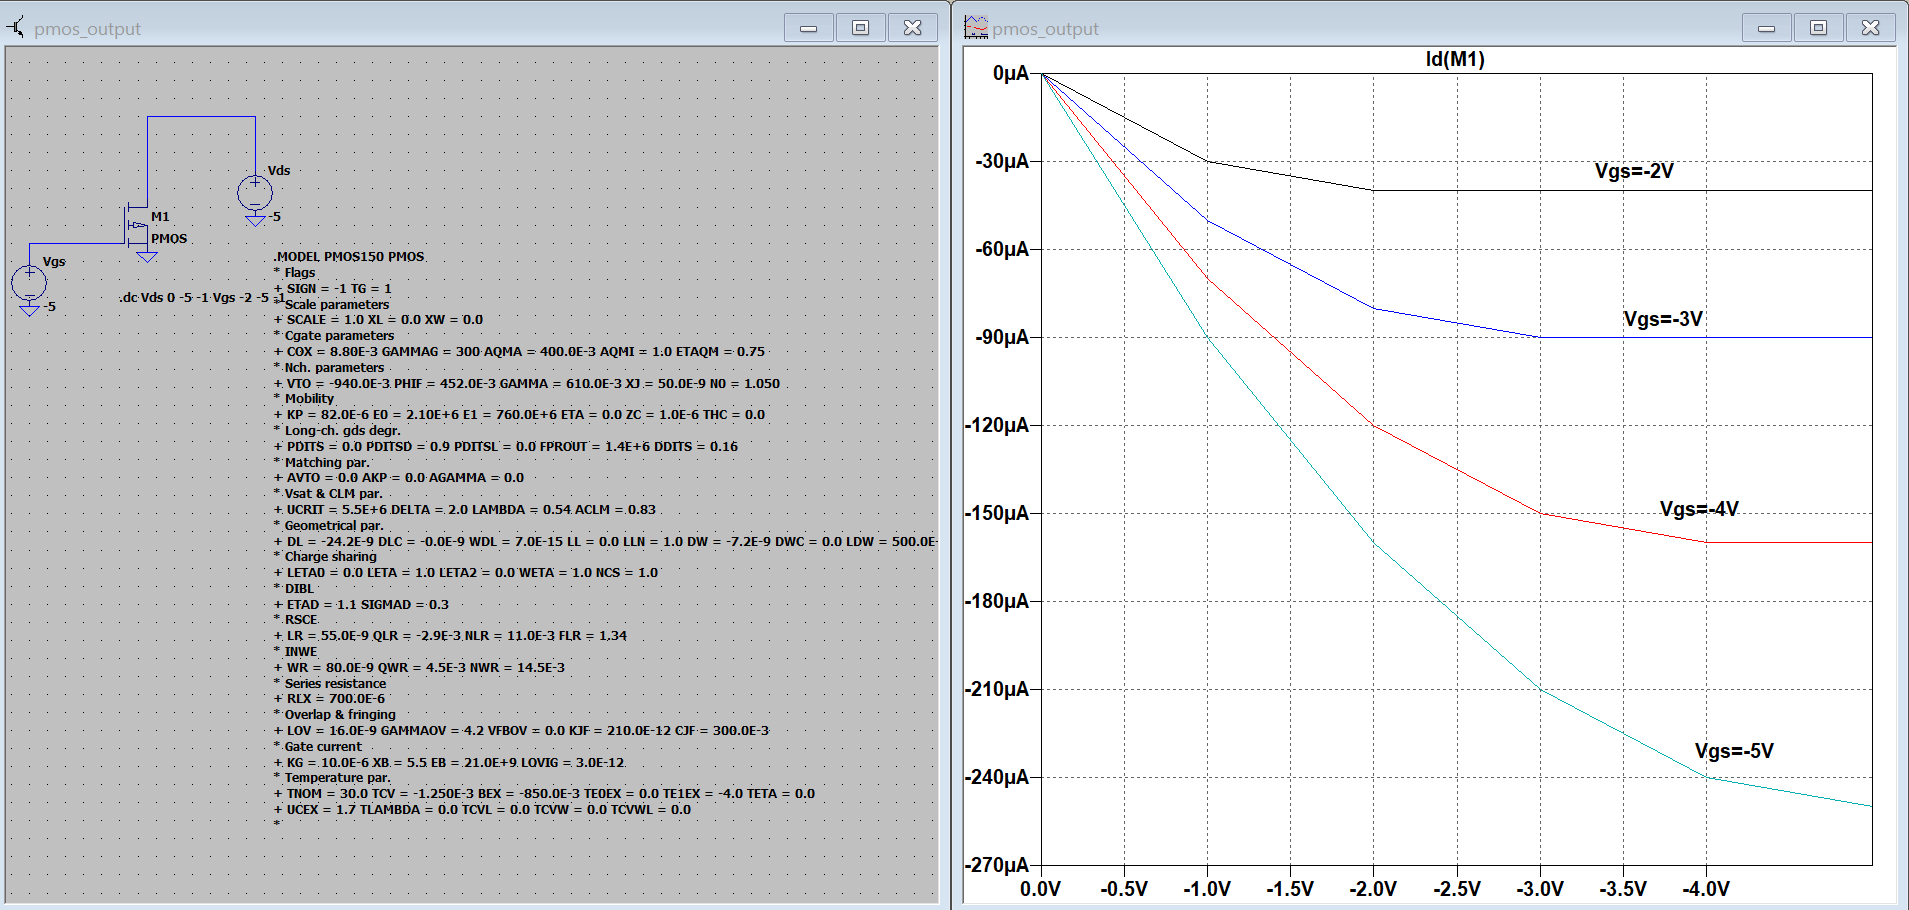 pmos_output
Vds
-5
M1
PMOS
Vgs
-5
.dc Vds 0 -5 -1 Vgs -2 -5 -1
.MODEL PMOS150 PMOS
* Flags
+ SIGN = -1 TG = 1
* Scale parameters
+ SCALE = 1.0 XL = 0.0 XW = 0.0
* Cgate parameters
+ COX = 8.80E-3 GAMMAG = 300 AQMA = 400.0E-3 AQMI = 1.0 ETAQM = 0.75
* Nch. parameters
+ VTO = -940.0E-3 PHIF = 452.0E-3 GAMMA = 610.0E-3 XJ = 50.0E-9 N0 = 1.050
* Mobility
+ KP = 82.0E-6 E0 = 2.10E+6 E1 = 760.0E+6 ETA = 0.0 ZC = 1.0E-6 THC = 0.0
* Long-ch. gds degr.
+ PDITS = 0.0 PDITSD = 0.9 PDITSL = 0.0 FPROUT = 1.4E+6 DDITS = 0.16
* Matching par.
+ AVTO = 0.0 AKP = 0.0 AGAMMA = 0.0
* Vsat & CLM par.
+ UCRIT = 5.5E+6 DELTA = 2.0 LAMBDA = 0.54 ACLM = 0.83
* Geometrical par.
+ DL = -24.2E-9 DLC = -0.0E-9 WDL = 7.0E-15 LL = 0.0 LLN = 1.0 DW = -7.2E-9 DWC = 0.0 LDW = 500.0E-
* Charge sharing
+ LETA0 = 0.0 LETA = 1.0 LETA2 = 0.0 WETA = 1.0 NCS = 1.0
* DIBL
+ ETAD = 1.1 SIGMAD = 0.3
* RSCE
+ LR = 55.0E-9 QLR = -2.9E-3 NLR = 11.0E-3 FLR = 1.34
* INWE
+ WR = 80.0E-9 QWR = 4.5E-3 NWR = 14.5E-3
* Series resistance
+ RLX = 700.0E-6
* Overlap & fringing
+ LOV = 16.0E-9 GAMMAOV = 4.2 VFBOV = 0.0 KJF = 210.0E-12 CJF = 300.0E-3
* Gate current
+ KG = 10.0E-6 XB = 5.5 EB = 21.0E+9 LOVIG = 3.0E-12
* Temperature par.
+ TNOM = 30.0 TCV = -1.250E-3 BEX = -850.0E-3 TE0EX = 0.0 TE1EX = -4.0 TETA = 0.0
+ UCEX = 1.7 TLAMBDA = 0.0 TCVL = 0.0 TCVW = 0.0 TCVWL = 0.0
*
pmos_output
Id(M1)
0µA
-30µA
-60µA
-90µA
-120µA
-150µA
-180µA
-210µA
-240µA
-270µA
Vgs=-2V
Vgs=-3V
Vgs=-4V
Vgs=-5V
0.0V -0.5V -1.0V -1.5V -2.0V -2.5V -3.0V -3.5V -4.0V